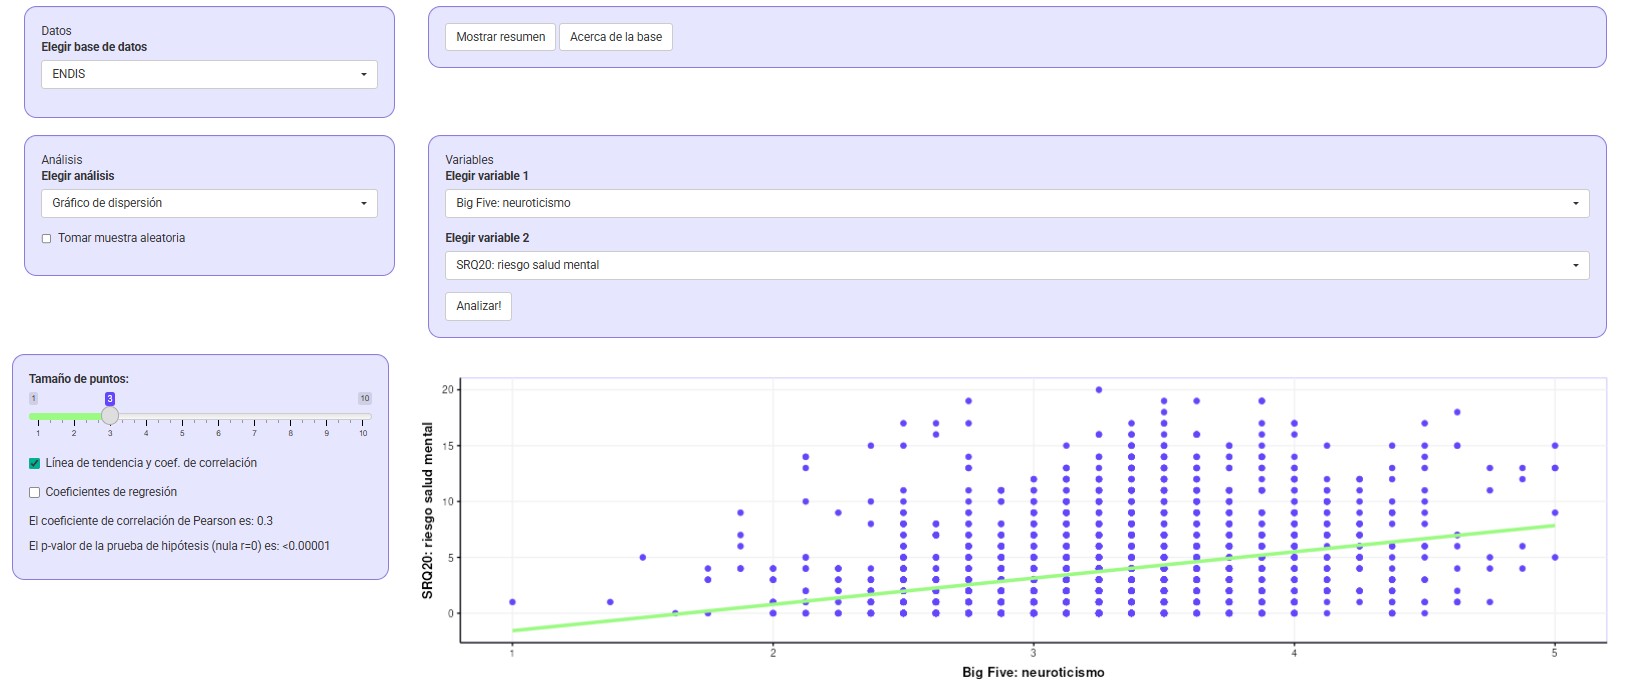 Datos
Elegir base de datos
ENDIS
Mostrar resumen
Acerca de la base
Análisis
Elegir análisis
Gráfico de dispersión
Tomar muestra aleatoria
Variables
Elegir variable 1
Big Five: neuroticismo
Elegir variable 2
SRQ20: riesgo salud mental
Analizar!
Tamaño de puntos:
1 3 10
1 2 3 4 5 6 7 8 9 10
Línea de tendencia y coef. de correlación
Coeficientes de regresión
El coeficiente de correlación de Pearson es: 0.3
El p-valor de la prueba de hipótesis (nula r=0) es: <0.00001
SRQ20: riesgo salud mental
20
15
10
5
0
1 2 3 4 5
Big Five: neuroticismo